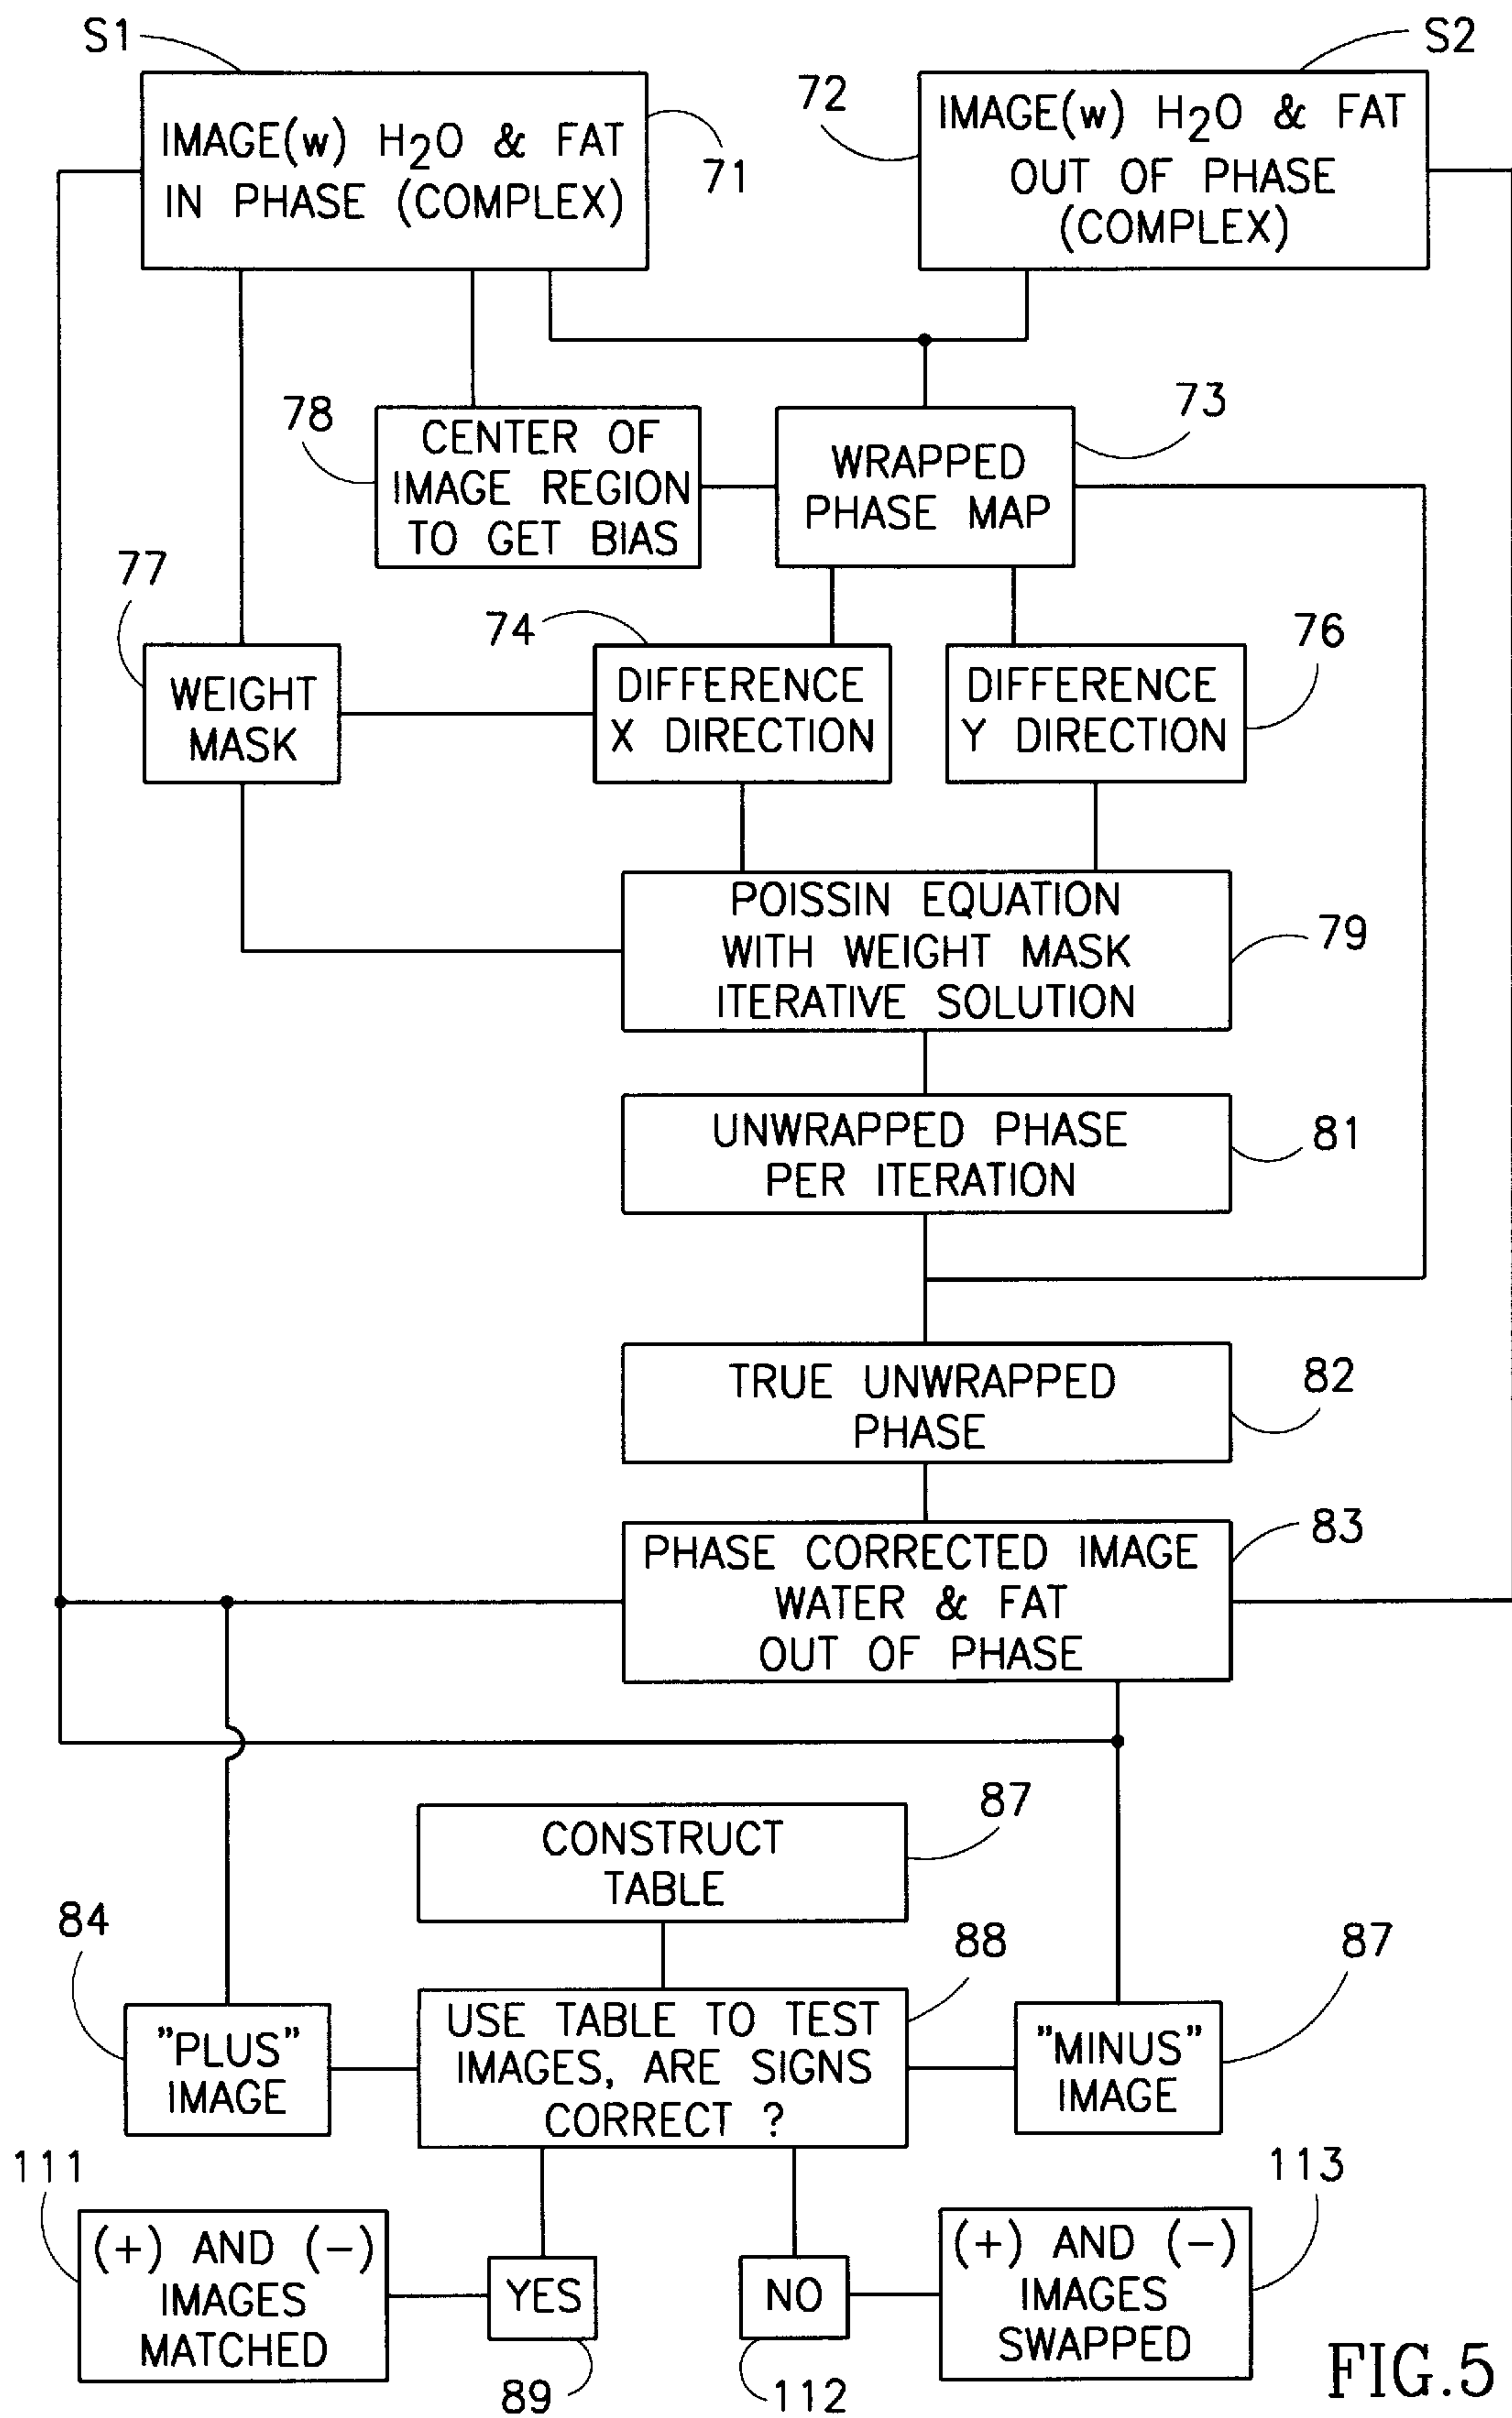 S1
S2
IMAGE(w) H2O & FAT
IN PHASE (COMPLEX)
71
72
IMAGE(w) H2O & FAT
OUT OF PHASE
(COMPLEX)
78
CENTER OF
IMAGE REGION
TO GET BIAS
WRAPPED
PHASE MAP
73
77
WEIGHT
MASK
74
DIFFERENCE
X DIRECTION
DIFFERENCE
Y DIRECTION
76
POISSIN EQUATION
WITH WEIGHT MASK
ITERATIVE SOLUTION
79
UNWRAPPED PHASE
PER ITERATION
81
TRUE UNWRAPPED
PHASE
82
PHASE CORRECTED IMAGE
WATER & FAT
OUT OF PHASE
83
CONSTRUCT
TABLE
87
84
"PLUS"
IMAGE
USE TABLE TO TEST
IMAGES, ARE SIGNS
CORRECT ?
88
"MINUS"
IMAGE
87
111
(+) AND (-)
IMAGES
MATCHED
YES
89
NO
112
(+) AND (-)
IMAGES
SWAPPED
113
FIG.5